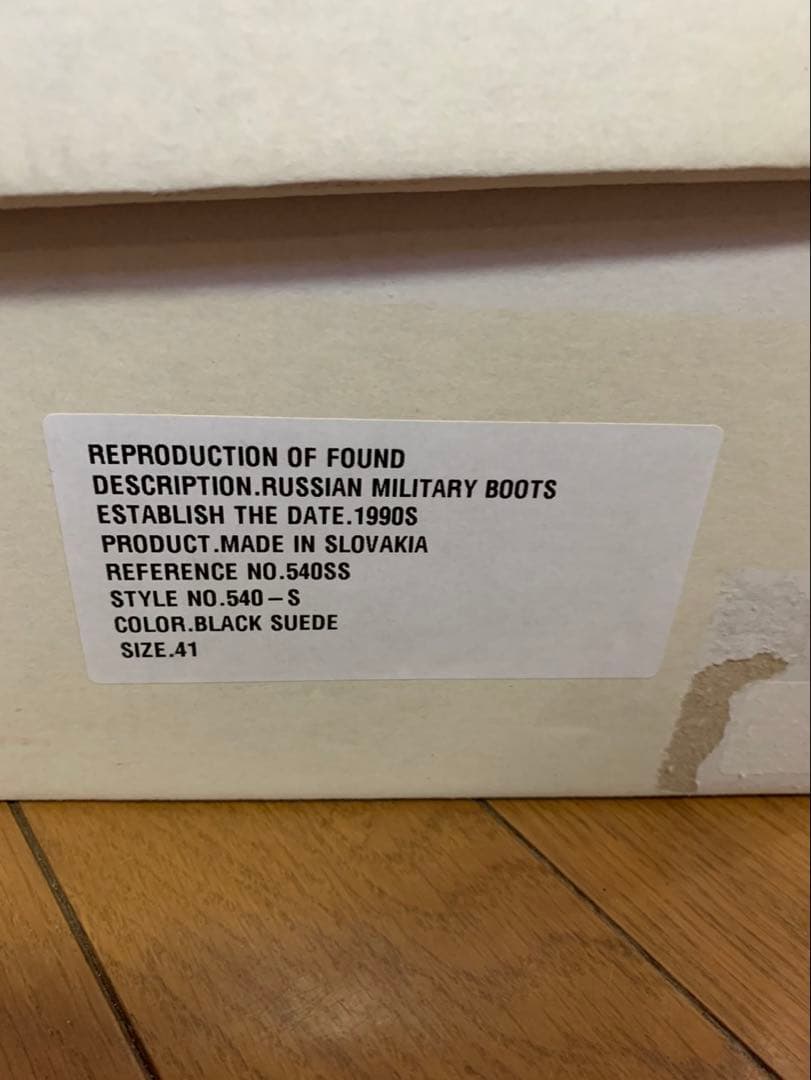 REPRODUCTION OF FOUND
DESCRIPTION.RUSSIAN MILITARY BOOTS
ESTABLISH THE DATE.1990S
PRODUCT.MADE IN SLOVAKIA
REFERENCE NO.540SS
STYLE NO.540－S
COLOR.BLACK SUEDE
SIZE.41